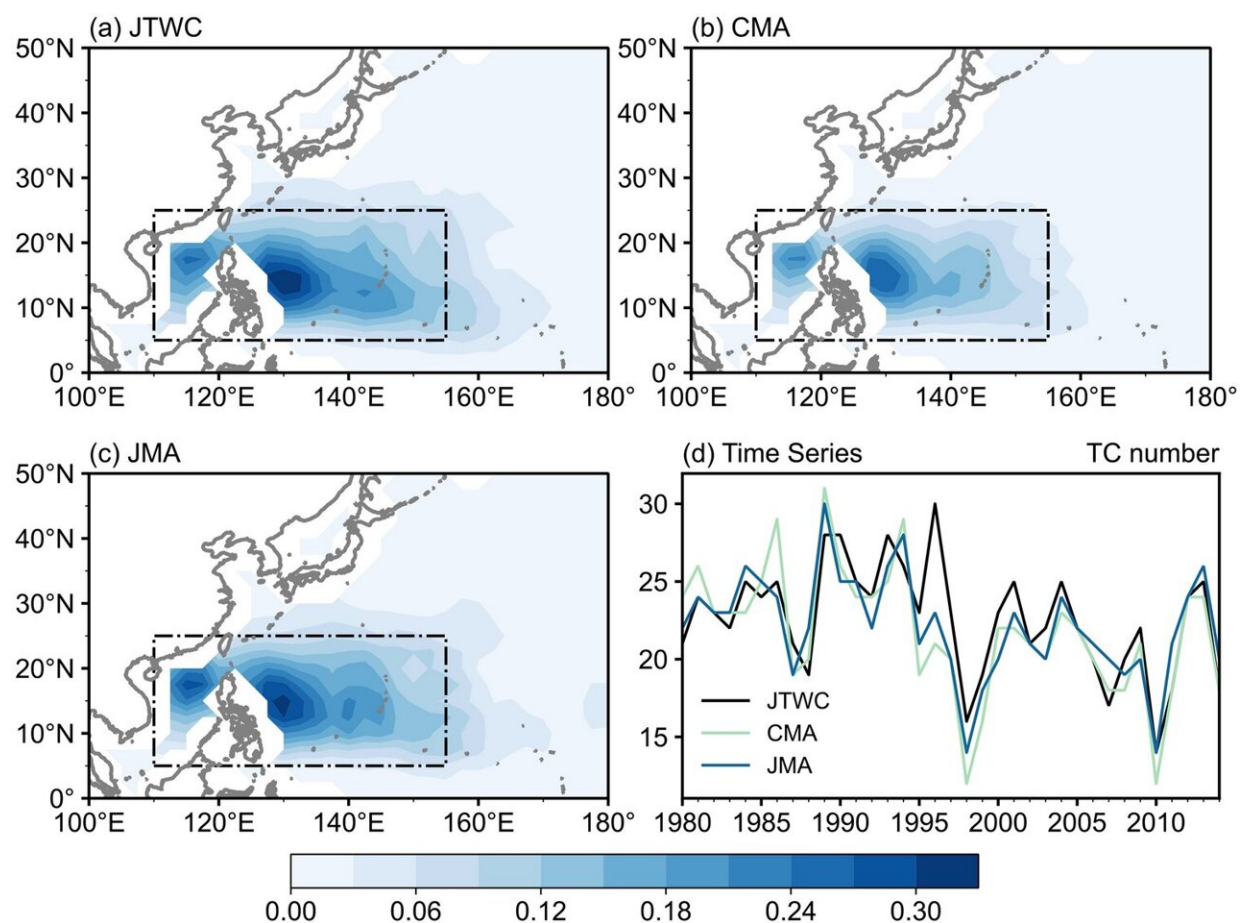 (a) JTWC
50°N
40°N
30°N
20°N
10°N
0°
100°E 120°E 140°E 160°E 180°
(b) CMA
50°N
40°N
30°N
20°N
10°N
0°
100°E 120°E 140°E 160°E 180°
(c) JMA
50°N
40°N
30°N
20°N
10°N
0°
100°E 120°E 140°E 160°E 180°
(d) Time Series TC number
30
25
20
15
JTWC
CMA
JMA
1980 1985 1990 1995 2000 2005 2010
0.00 0.06 0.12 0.18 0.24 0.30